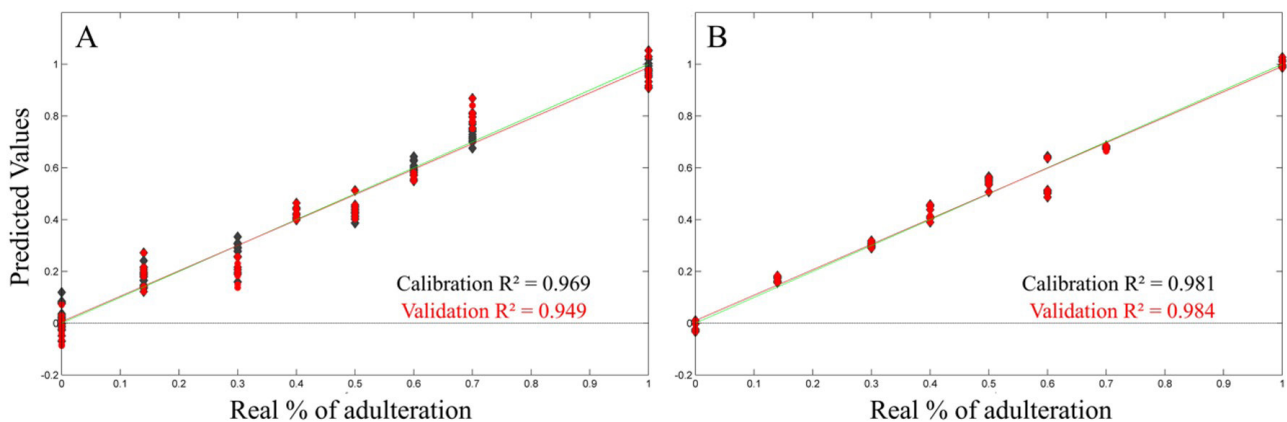 A
Predicted Values
1
0.8
0.6
0.4
0.2
0
-0.2
Calibration R² = 0.969
Validation R² = 0.949
0 0.1 0.2 0.3 0.4 0.5 0.6 0.7 0.8 0.9 1
Real % of adulteration
B
1
0.8
0.6
0.4
0.2
0
-0.2
Calibration R² = 0.981
Validation R² = 0.984
0 0.1 0.2 0.3 0.4 0.5 0.6 0.7 0.8 0.9 1
Real % of adulteration